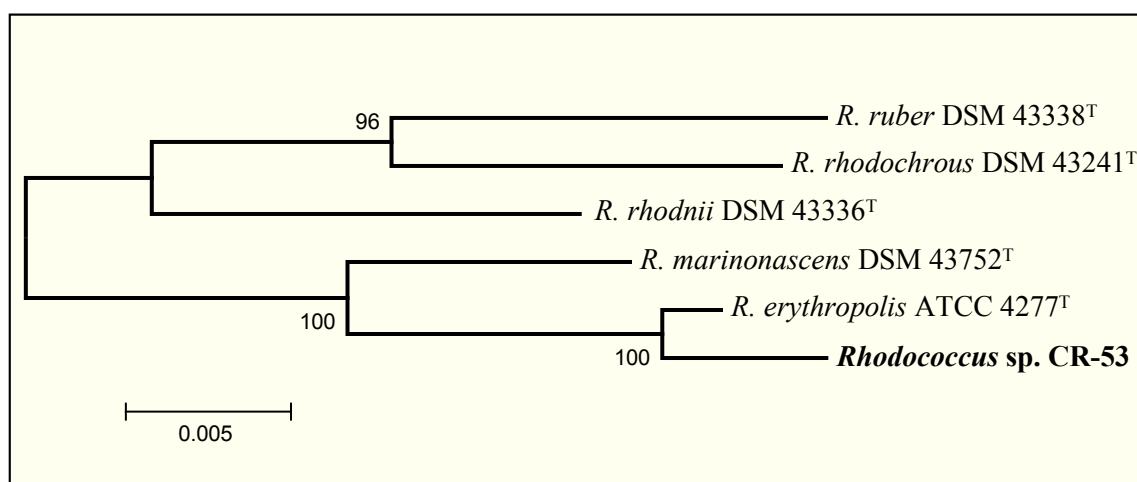 96
R. ruber DSM 43338ᵀ
R. rhodochrous DSM 43241ᵀ
R. rhodnii DSM 43336ᵀ
R. marinonascens DSM 43752ᵀ
R. erythropolis ATCC 4277ᵀ
100
100
Rhodococcus sp. CR-53
0.005